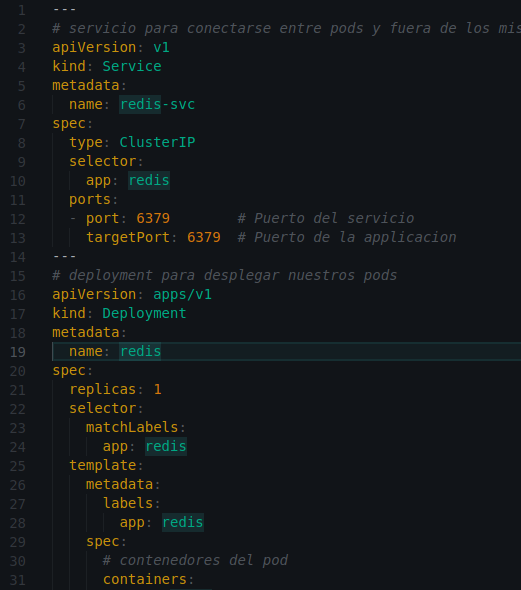 1 ---
2 # servicio para conectarse entre pods y fuera de los mis
3 apiVersion: v1
4 kind: Service
5 metadata:
6   name: redis-svc
7 spec:
8   type: ClusterIP
9   selector:
10     app: redis
11   ports:
12   - port: 6379        # Puerto del servicio
13     targetPort: 6379  # Puerto de la applicacion
14 ---
15 # deployment para desplegar nuestros pods
16 apiVersion: apps/v1
17 kind: Deployment
18 metadata:
19   name: redis
20 spec:
21   replicas: 1
22   selector:
23     matchLabels:
24       app: redis
25   template:
26     metadata:
27       labels:
28         app: redis
29     spec:
30       # contenedores del pod
31       containers: